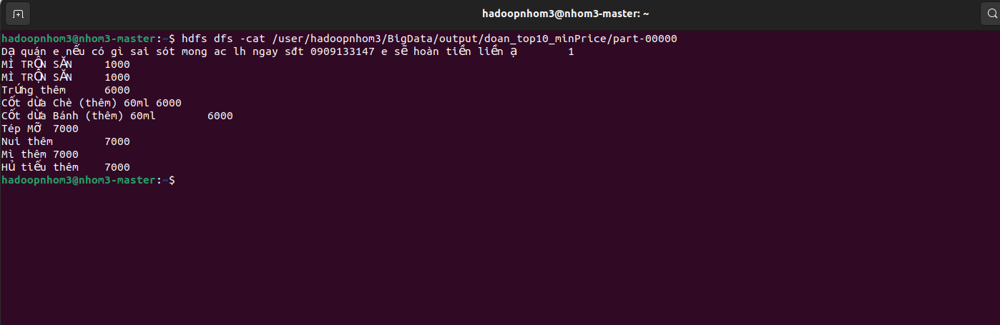 hadoopnhom3@nhom3-master: ~
hadoopnhom3@nhom3-master:~$ hdfs dfs -cat /user/hadoopnhom3/BigData/output/doan_top10_minPrice/part-00000
Dạ quán e nếu có gì sai sót mong ac lh ngay sđt 0909133147 e sẽ hoàn tiền liền ạ	1
MÌ TRỘN SẴN	1000
MÌ TRỘN SẴN	1000
Trứng thêm	6000
Cốt dừa Chè (thêm) 60ml	6000
Cốt dừa Bánh (thêm) 60ml	6000
Tép Mỡ	7000
Nui thêm	7000
Mì thêm	7000
Hủ tiếu thêm	7000
hadoopnhom3@nhom3-master:~$